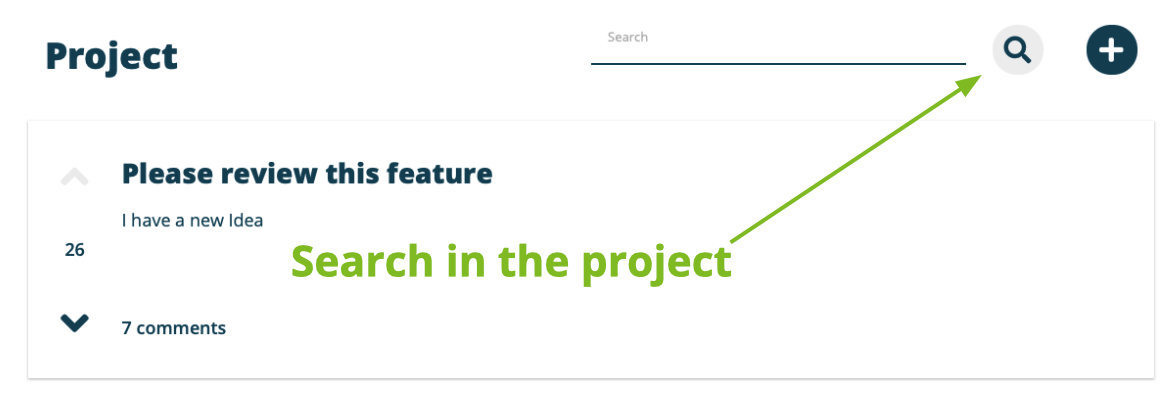 Project
Search
Please review this feature
I have a new Idea
26
Search in the project
7 comments